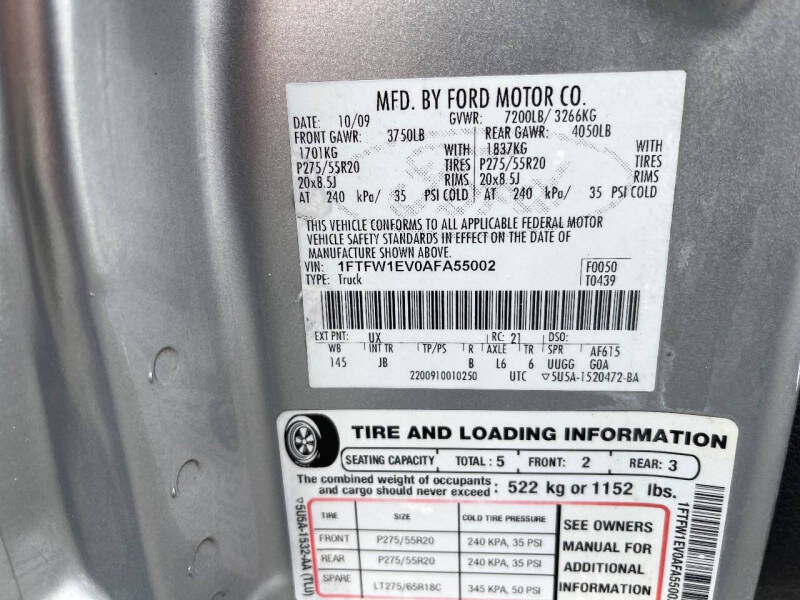 MFD. BY FORD MOTOR CO.
DATE: 10/09 GVWR: 7200LB/ 3266KG
FRONT GAWR: 3750LB REAR GAWR: 4050LB
1701KG WITH 1837KG WITH
P275/55R20 TIRES P275/55R20 TIRES
20x8.5J RIMS 20x8.5J RIMS
AT 240 kPa/ 35 PSI COLD AT 240 kPa/ 35 PSI COLD
THIS VEHICLE CONFORMS TO ALL APPLICABLE FEDERAL MOTOR
VEHICLE SAFETY STANDARDS IN EFFECT ON THE DATE OF
MANUFACTURE SHOWN ABOVE.
VIN: 1FTFW1EV0AFA55002 F0050
TYPE: Truck T0439
EXT PNT: UX RC: 21 DSO:
WB INT TR TP/PS R AXLE TR SPR AF615
145 JB B L6 6 UUGG G0A
2200910010250 UTC ▽5U5A-1520472-BA
TIRE AND LOADING INFORMATION
SEATING CAPACITY TOTAL: 5 FRONT: 2 REAR: 3
The combined weight of occupants
and cargo should never exceed : 522 kg or 1152 lbs.
TIRE SIZE COLD TIRE PRESSURE
FRONT P275/55R20 240 KPA, 35 PSI
REAR P275/55R20 240 KPA, 35 PSI
SPARE LT275/65R18C 345 KPA, 50 PSI
SEE OWNERS
MANUAL FOR
ADDITIONAL
INFORMATION
▽5U5A-1532-AA (TLU)
1FTFW1EV0AFA55002